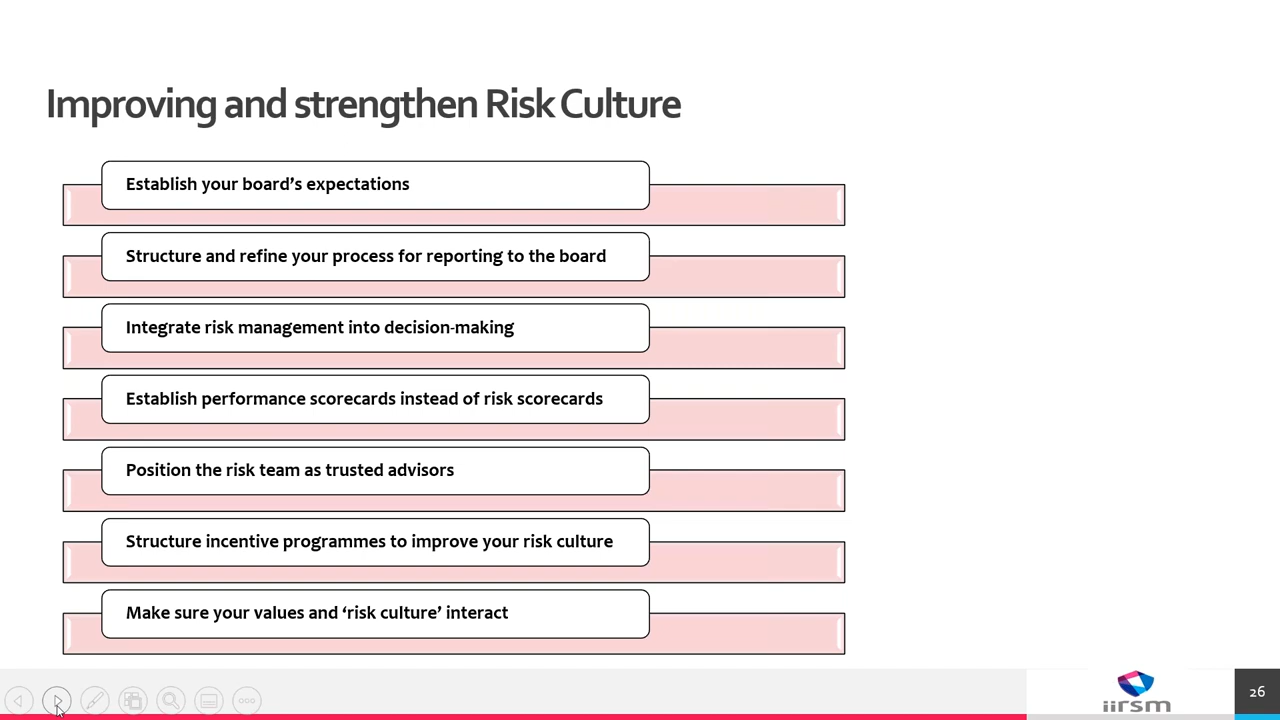 Improving and strengthen Risk Culture
Establish your board’s expectations
Structure and refine your process for reporting to the board
Integrate risk management into decision-making
Establish performance scorecards instead of risk scorecards
Position the risk team as trusted advisors
Structure incentive programmes to improve your risk culture
Make sure your values and ‘risk culture’ interact
iirsm
26